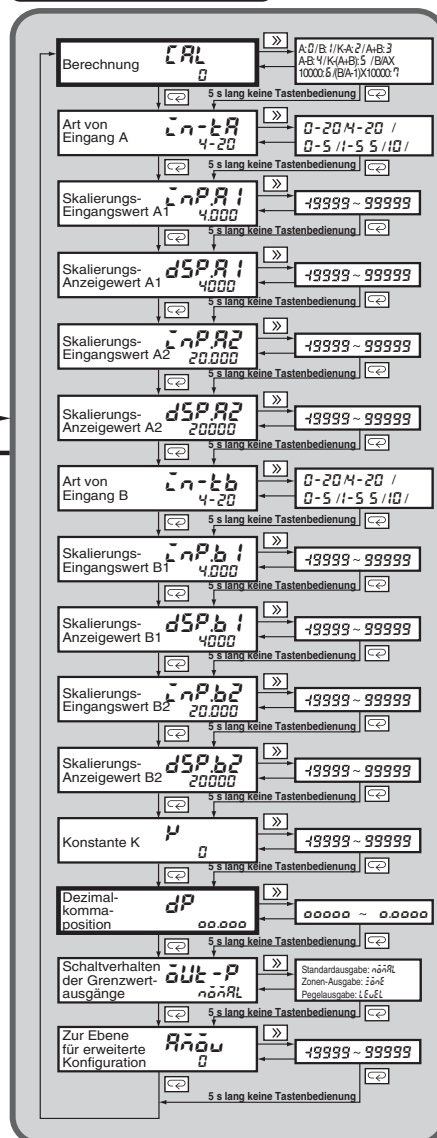 Berechnung CAL
0
A:0/B:1/K-A:2/A+B:3
A-B:4/K-(A+B):5 /B/AX
10000:6 /(B/A-1)X10000:7
5 s lang keine Tastenbedienung
Art von
Eingang A
in-tA
4-20
0-20/4-20 /
0-5 /1-5 5 /10 /
5 s lang keine Tastenbedienung
Skalierungs-
Eingangswert A1
inP.A1
4.000
-19999 ~ 99999
5 s lang keine Tastenbedienung
Skalierungs-
Anzeigewert A1
dSP.A1
4000
-19999 ~ 99999
5 s lang keine Tastenbedienung
Skalierungs-
Eingangswert A2
inP.A2
20.000
-19999 ~ 99999
5 s lang keine Tastenbedienung
Skalierungs-
Anzeigewert A2
dSP.A2
20000
-19999 ~ 99999
5 s lang keine Tastenbedienung
Art von
Eingang B
in-tb
4-20
0-20/4-20 /
0-5 /1-5 5 /10 /
5 s lang keine Tastenbedienung
Skalierungs-
Eingangswert B1
inP.b1
4.000
-19999 ~ 99999
5 s lang keine Tastenbedienung
Skalierungs-
Anzeigewert B1
dSP.b1
4000
-19999 ~ 99999
5 s lang keine Tastenbedienung
Skalierungs-
Eingangswert B2
inP.b2
20.000
-19999 ~ 99999
5 s lang keine Tastenbedienung
Skalierungs-
Anzeigewert B2
dSP.b2
20000
-19999 ~ 99999
5 s lang keine Tastenbedienung
Konstante K
0
-19999 ~ 99999
5 s lang keine Tastenbedienung
Dezimal-
komma-
position
dP
00.000
00000 ~ 0.0000
5 s lang keine Tastenbedienung
Schaltverhalten
der Grenzwert-
ausgänge
oUt-P
noMAL
Standardausgabe: noMAL
Zonen-Ausgabe: ZonE
Pegelausgabe: LEvEL
5 s lang keine Tastenbedienung
Zur Ebene
für erweiterte
Konfiguration
AMov
0
-19999 ~ 99999
5 s lang keine Tastenbedienung